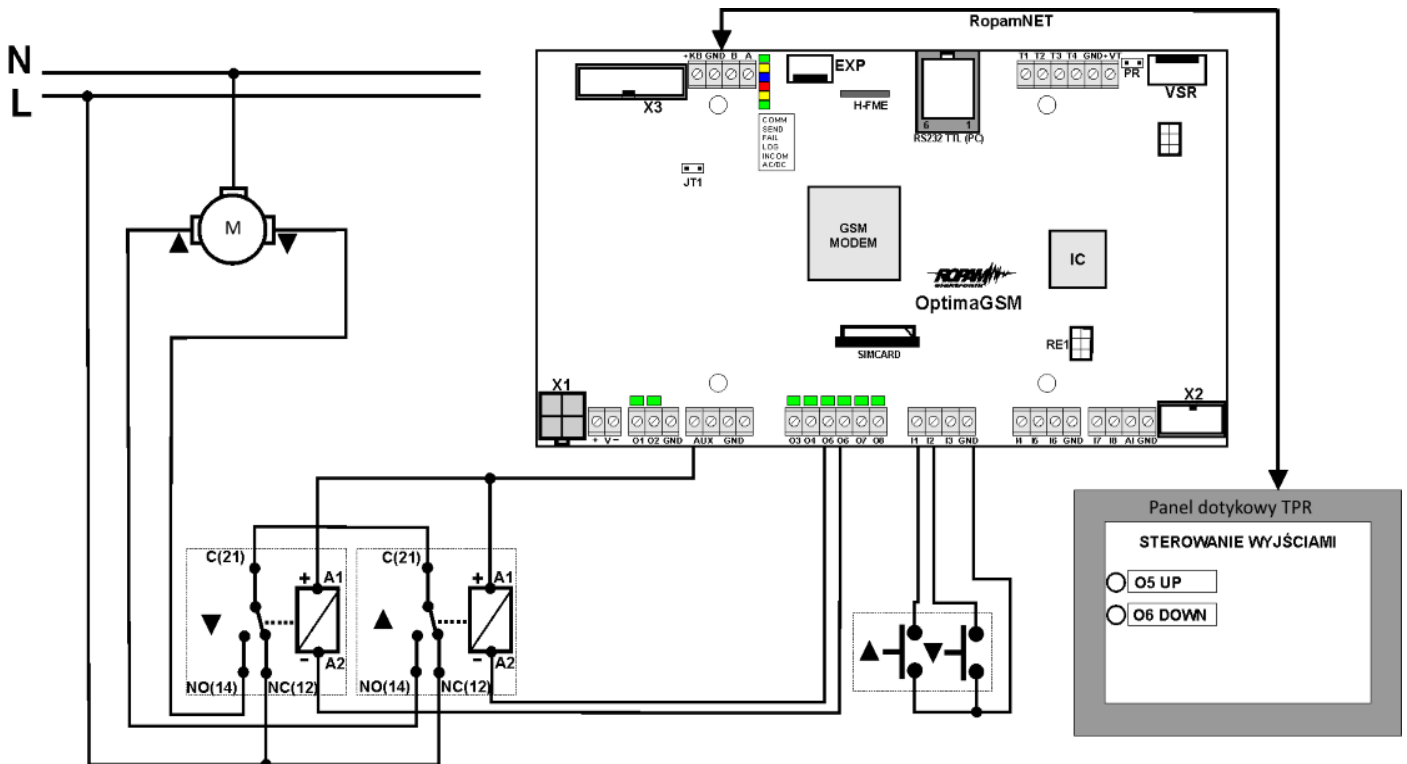 RopamNET
N
L
+KB GND B A
EXP
T1 T2 T3 T4 GND +VT
PR
VSR
X3
H-FME
6 1
RS232 TTL (PC)
COMM
SEND
FAIL
LOG
INCOM
AC/DC
JT1
M
GSM
MODEM
IC
ROPAM
elektronik
OptimaGSM
RE1
SIMCARD
X1
X2
+ V -
O1 O2 GND
AUX GND
O3 O4 O5 O6 O7 O8
I1 I2 I3 GND
I4 I5 I6 GND
I7 I8 AI GND
Panel dotykowy TPR
STEROWANIE WYJŚCIAMI
O5 UP
O6 DOWN
C(21)
+ A1
- A2
NO(14) NC(12)
C(21)
+ A1
- A2
NO(14) NC(12)